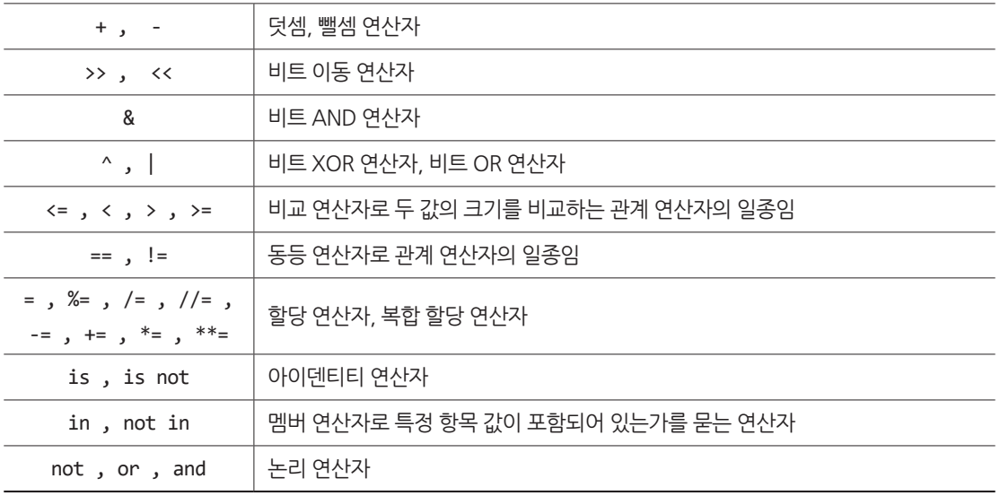 + , - 덧셈, 뺄셈 연산자
>> , << 비트 이동 연산자
& 비트 AND 연산자
^ , | 비트 XOR 연산자, 비트 OR 연산자
<= , < , > , >= 비교 연산자로 두 값의 크기를 비교하는 관계 연산자의 일종임
== , != 동등 연산자로 관계 연산자의 일종임
= , %= , /= , //= ,
-= , += , *= , **= 할당 연산자, 복합 할당 연산자
is , is not 아이덴티티 연산자
in , not in 멤버 연산자로 특정 항목 값이 포함되어 있는가를 묻는 연산자
not , or , and 논리 연산자